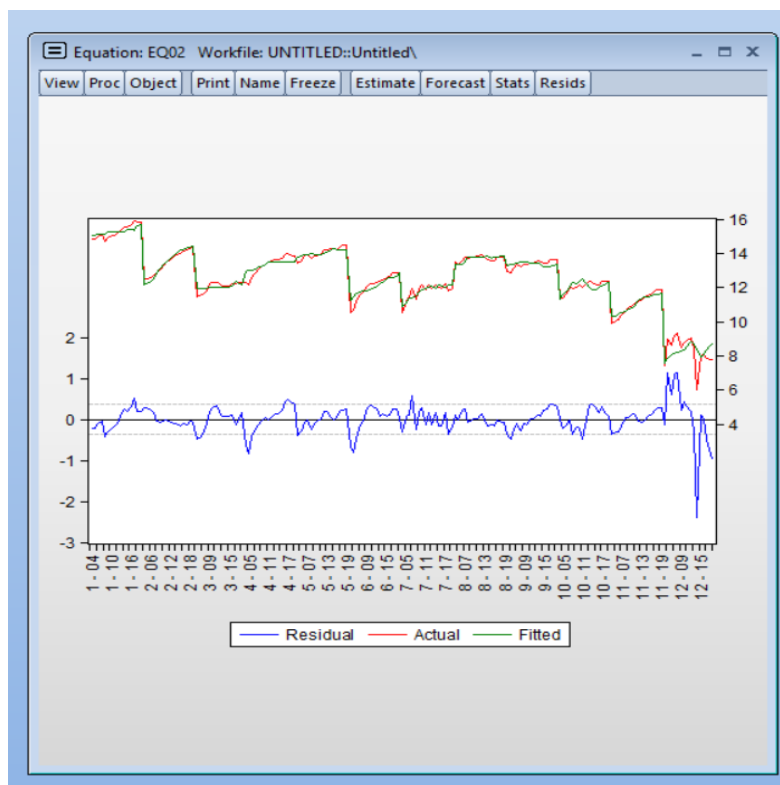 Equation: EQ02 Workfile: UNTITLED::Untitled\
View Proc Object Print Name Freeze Estimate Forecast Stats Resids
16
14
12
10
8
6
4
2
1
0
-1
-2
-3
1 - 04
1 - 10
1 - 16
2 - 06
2 - 12
2 - 18
3 - 09
3 - 15
4 - 05
4 - 11
4 - 17
5 - 07
5 - 13
5 - 19
6 - 09
6 - 15
7 - 05
7 - 11
7 - 17
8 - 07
8 - 13
8 - 19
9 - 09
9 - 15
10 - 05
10 - 11
10 - 17
11 - 07
11 - 13
11 - 19
12 - 09
12 - 15
Residual Actual Fitted